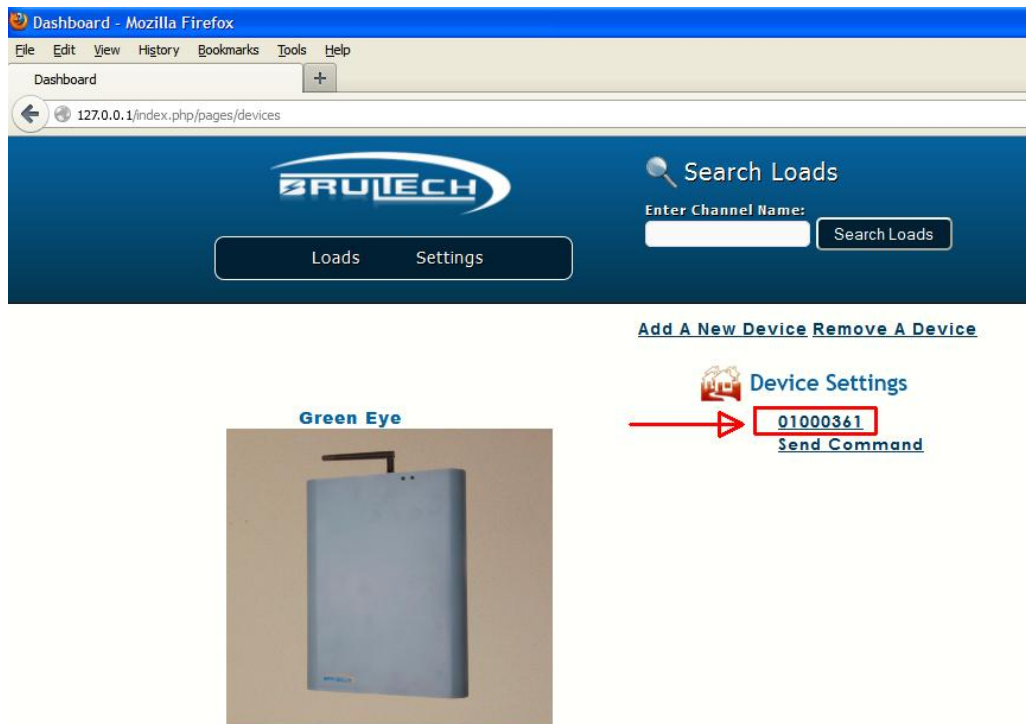 Dashboard - Mozilla Firefox
File Edit View History Bookmarks Tools Help
Dashboard +
127.0.0.1/index.php/pages/devices
BRULTECH
Search Loads
Enter Channel Name:
Search Loads
Loads Settings
Add A New Device Remove A Device
Device Settings
01000361
Send Command
Green Eye